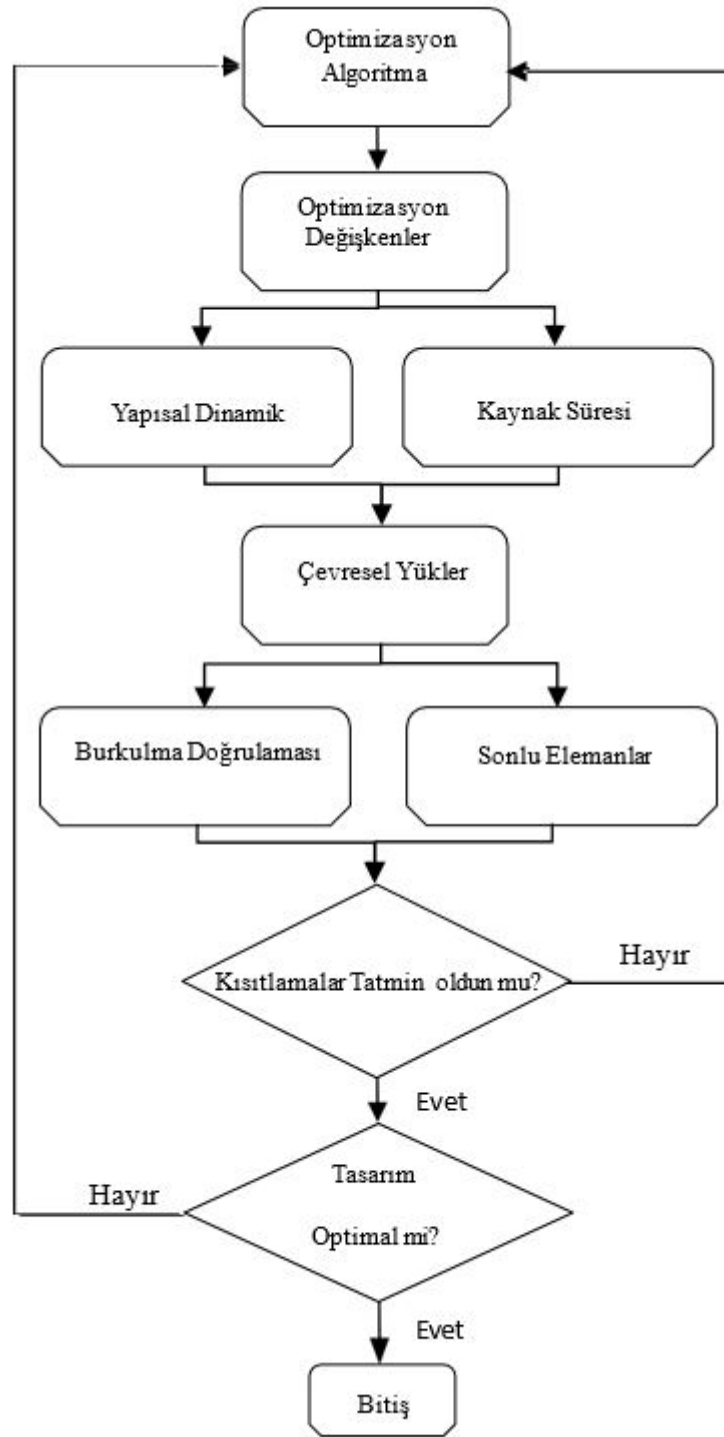 Optimizasyon
Algoritma
Optimizasyon
Değişkenler
Yapısal Dinamik
Kaynak Süresi
Çevresel Yükler
Burkulma Doğrulaması
Sonlu Elemanlar
Kısıtlamalar Tatmin oldun mu?
Hayır
Evet
Hayır
Tasarım
Optimal mi?
Evet
Bitiş